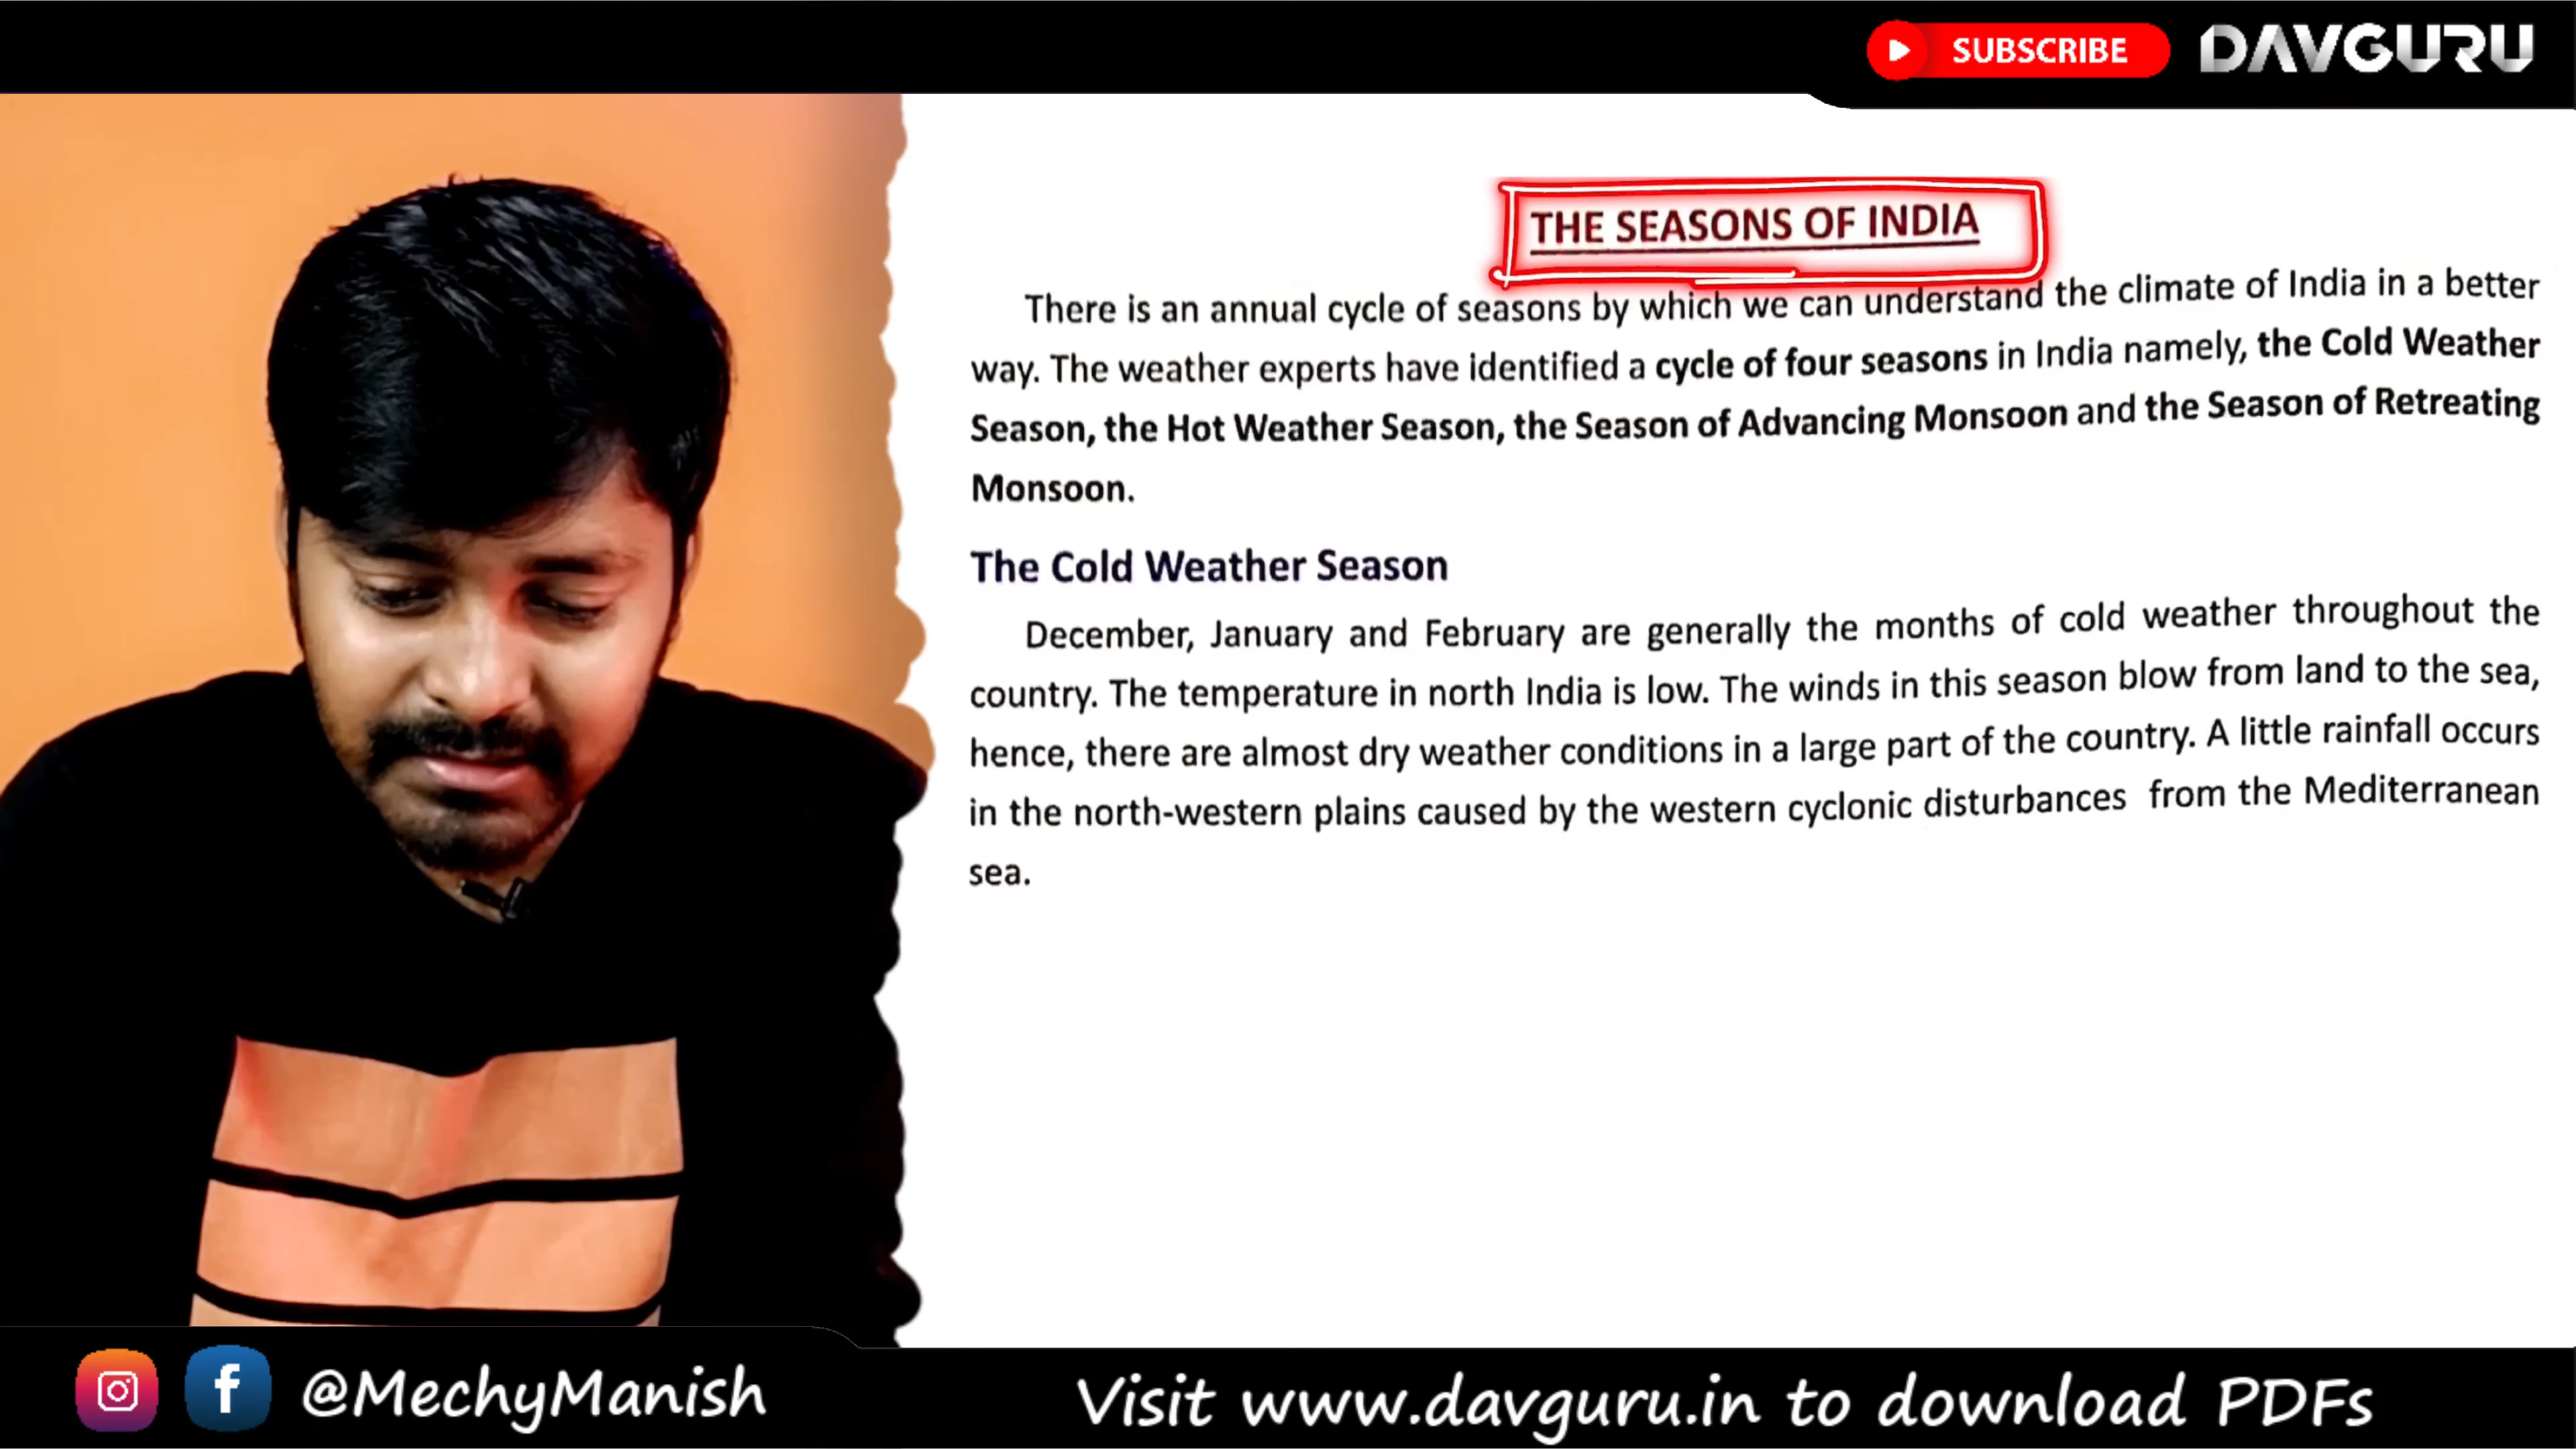 SUBSCRIBE DAVGURU
THE SEASONS OF INDIA
There is an annual cycle of seasons by which we can understand the climate of India in a better
way. The weather experts have identified a cycle of four seasons in India namely, the Cold Weather
Season, the Hot Weather Season, the Season of Advancing Monsoon and the Season of Retreating
Monsoon.
The Cold Weather Season
December, January and February are generally the months of cold weather throughout the
country. The temperature in north India is low. The winds in this season blow from land to the sea,
hence, there are almost dry weather conditions in a large part of the country. A little rainfall occurs
in the north-western plains caused by the western cyclonic disturbances from the Mediterranean
sea.
@MechyManish
Visit www.davguru.in to download PDFs